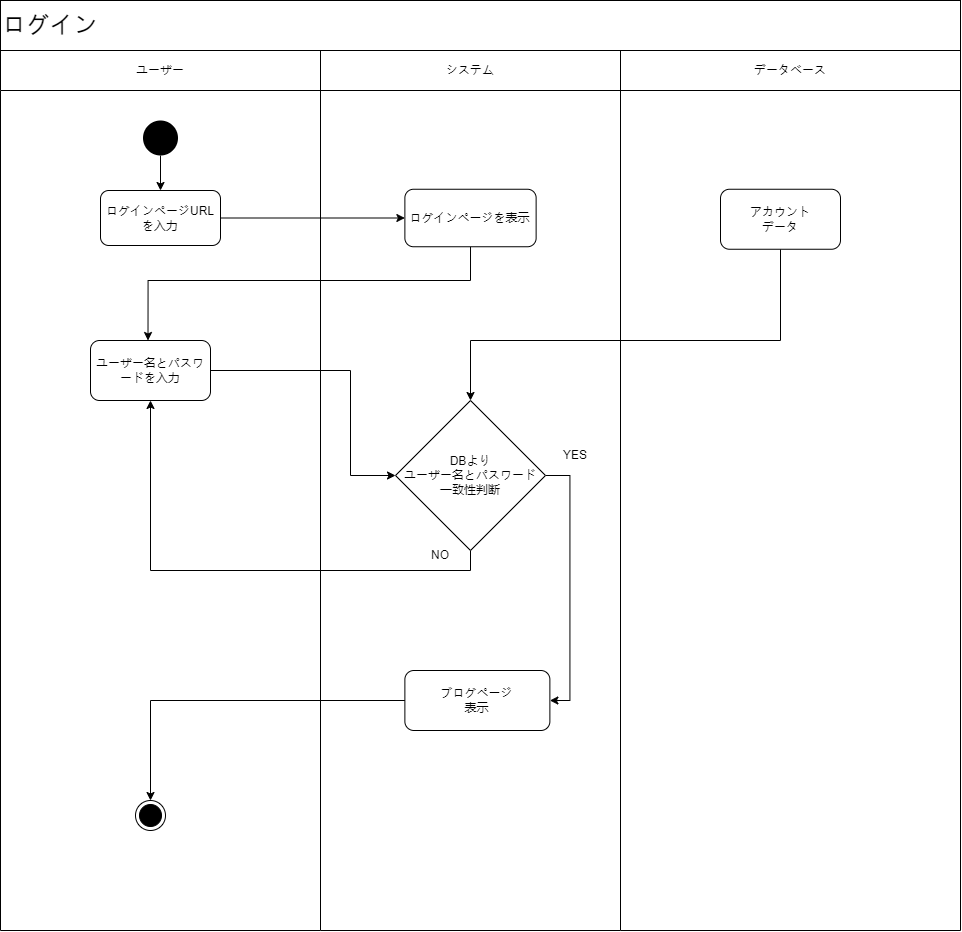 ログイン
ユーザー
システム
データベース
ログインページURL
を入力
ログインページを表示
アカウント
データ
ユーザー名とパスワ
ードを入力
DBより
ユーザー名とパスワード
一致性判断
YES
NO
ブログページ
表示